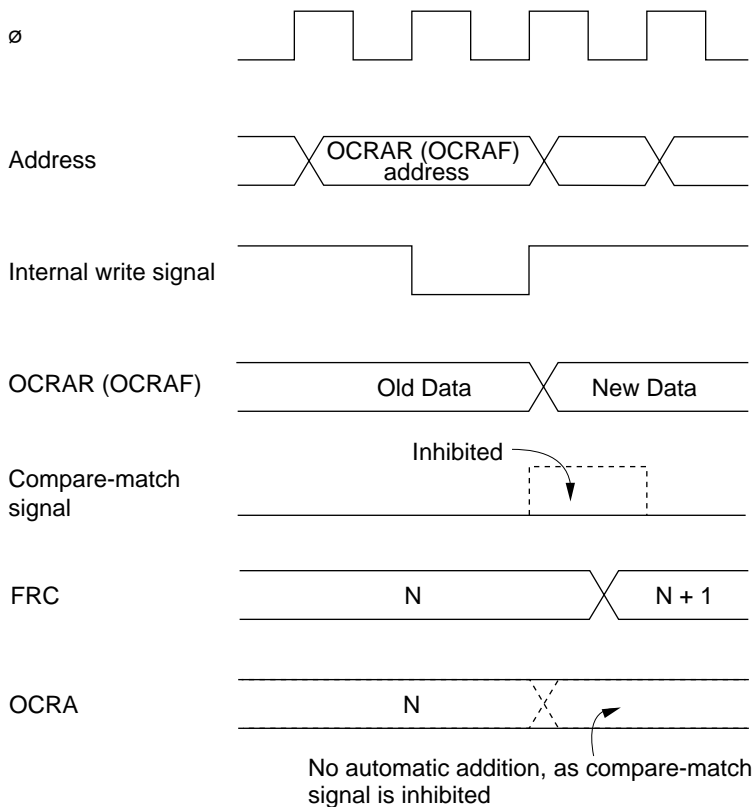 ø
Address
OCRAR (OCRAF)
address
Internal write signal
OCRAR (OCRAF)
Old Data
New Data
Inhibited
Compare-match
signal
FRC
N
N + 1
OCRA
N
No automatic addition, as compare-match
signal is inhibited